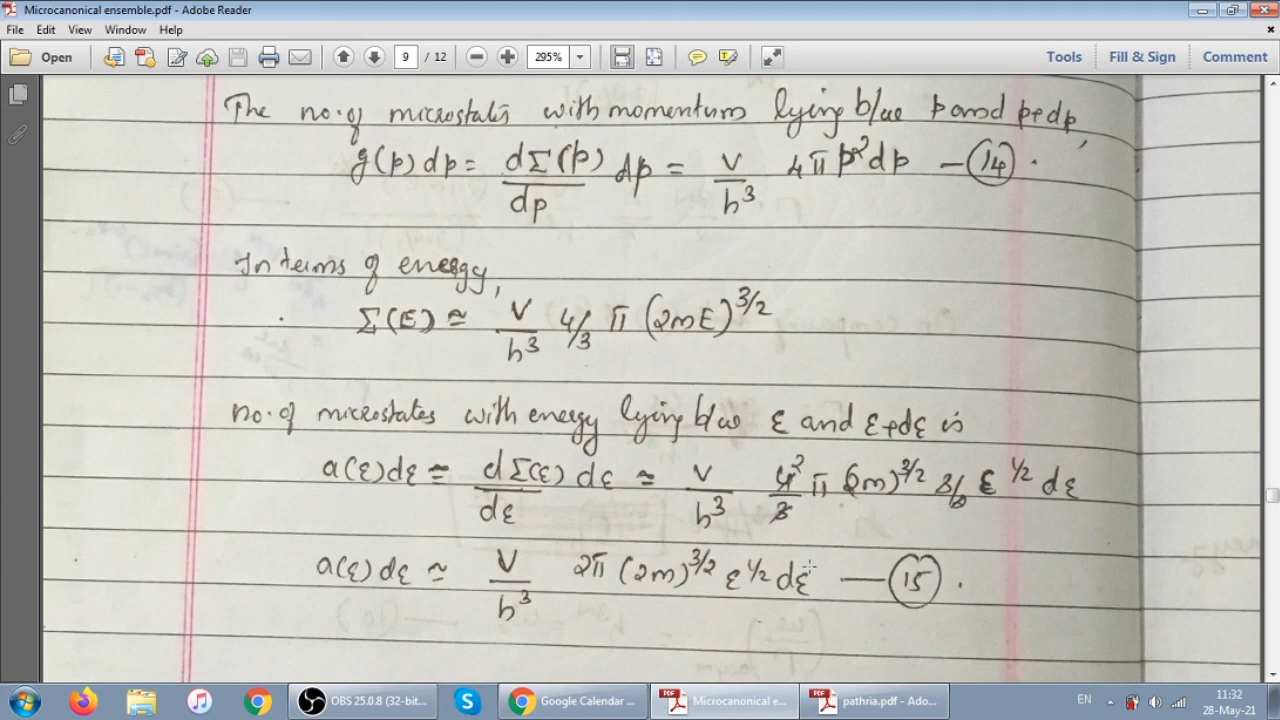 Microcanonical ensemble.pdf - Adobe Reader
File Edit View Window Help
Open 9 / 12 295% Tools Fill & Sign Comment
The no. of microstates with momentum lying b/w p and p+dp,
g(p) dp = dΣ(p)/dp dp = V/h³ 4π p² dp — (14).
In terms of energy,
Σ(E) ≃ V/h³ 4/3 π (2mE)^3/2
no. of microstates with energy lying b/w ε and ε+dε is
a(ε)dε ≃ dΣ(ε)/dε dε ≃ V/h³ 4²/3 π (2m)^3/2 3/2 ε^1/2 dε
a(ε)dε ≃ V/h³ 2π (2m)^3/2 ε^1/2 dε — (15).
OBS 25.0.8 (32-bit... Google Calendar ... Microcanonical e... pathria.pdf - Ado... EN 11:32
28-May-21